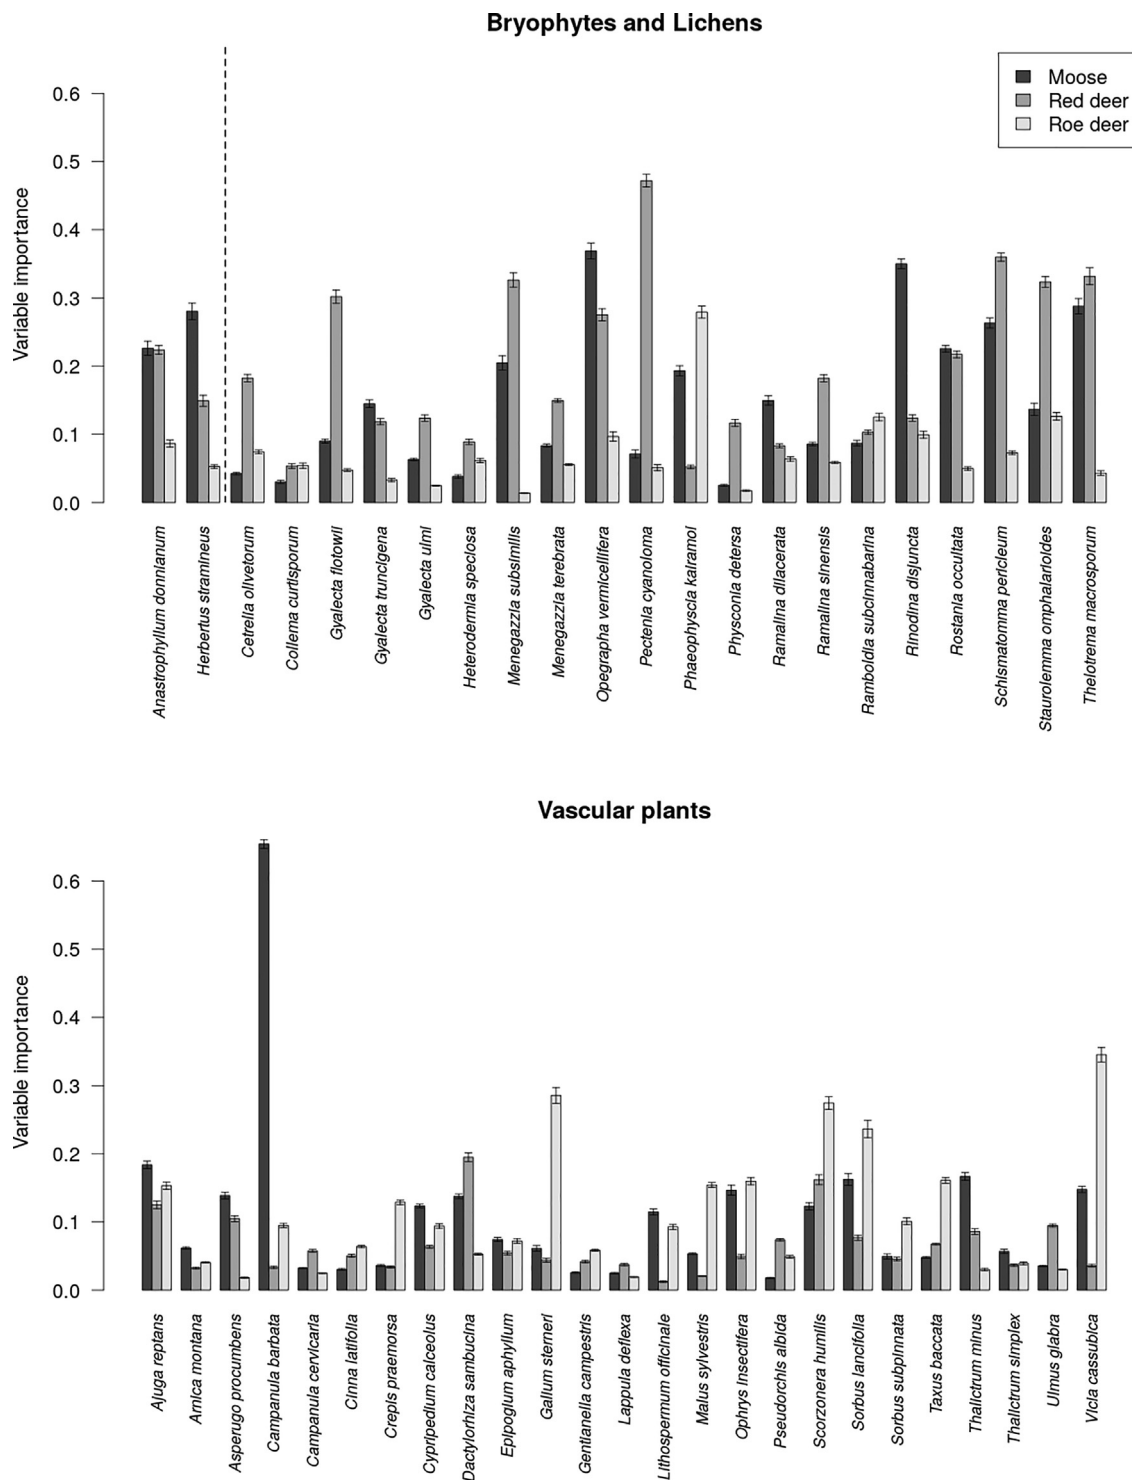 Bryophytes and Lichens
Moose
Red deer
Roe deer
Variable importance
0.6
0.5
0.4
0.3
0.2
0.1
0.0
Anastrophyllum donnianum
Herbertus stramineus
Cetrelia olivetorum
Collema curtisporum
Gyalecta flotowii
Gyalecta truncigena
Gyalecta ulmi
Heterodermia speciosa
Menegazzia subsimilis
Menegazzia terebrata
Opegrapha vermicellifera
Pectenia cyanoloma
Phaeophyscia kairamoi
Physconia detersa
Ramalina dilacerata
Ramalina sinensis
Ramboldia subcinnabarina
Rinodina disjuncta
Rostania occultata
Schismatomma pericleum
Staurolemma omphalarioides
Thelotrema macrosporum
Vascular plants
Variable importance
0.6
0.5
0.4
0.3
0.2
0.1
0.0
Ajuga reptans
Arnica montana
Asperugo procumbens
Campanula barbata
Campanula cervicaria
Cinna latifolia
Crepis praemorsa
Cypripedium calceolus
Dactylorhiza sambucina
Epipogium aphyllum
Galium sterneri
Gentianella campestris
Lappula deflexa
Lithospermum officinale
Malus sylvestris
Ophrys insectifera
Pseudorchis albida
Scorzonera humilis
Sorbus lancifolia
Sorbus subpinnata
Taxus baccata
Thalictrum minus
Thalictrum simplex
Ulmus glabra
Vicia cassubica